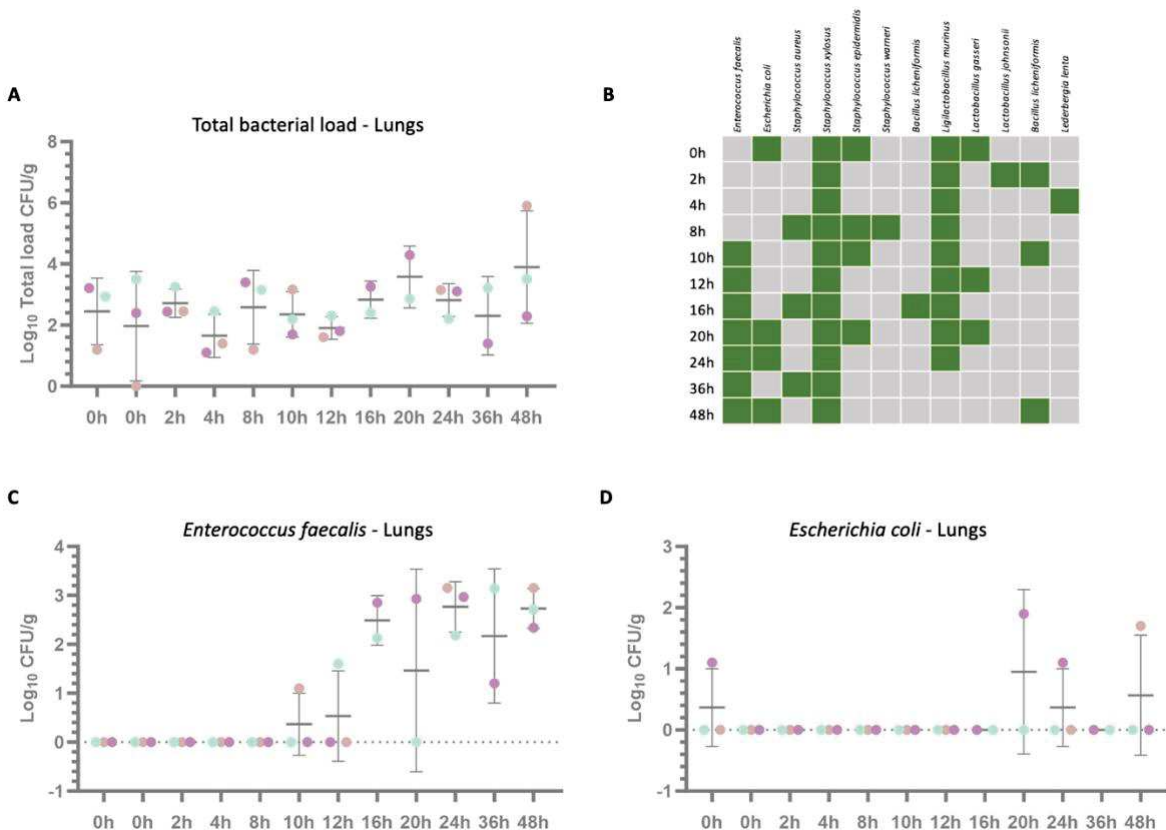 A
Total bacterial load - Lungs
Log10 Total load CFU/g
8
6
4
2
0
0h 0h 2h 4h 8h 10h 12h 16h 20h 24h 36h 48h
B
Enterococcus faecalis
Escherichia coli
Staphylococcus aureus
Staphylococcus xylosus
Staphylococcus epidermidis
Staphylococcus warneri
Bacillus licheniformis
Ligilactobacillus murinus
Lactobacillus gasseri
Lactobacillus johnsonii
Bacillus licheniformis
Lederbergia lenta
0h
2h
4h
8h
10h
12h
16h
20h
24h
36h
48h
C
Enterococcus faecalis - Lungs
Log10 CFU/g
4
3
2
1
0
-1
0h 0h 2h 4h 8h 10h 12h 16h 20h 24h 36h 48h
D
Escherichia coli - Lungs
Log10 CFU/g
3
2
1
0
-1
0h 0h 2h 4h 8h 10h 12h 16h 20h 24h 36h 48h